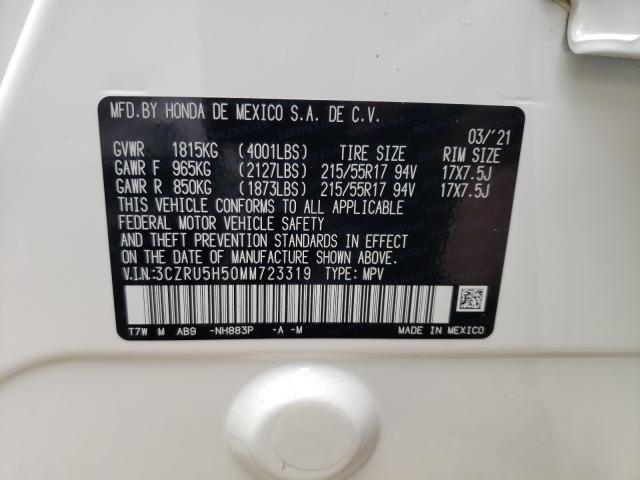 MFD.BY HONDA DE MEXICO S.A. DE C.V.
03/'21
GVWR 1815KG (4001LBS) TIRE SIZE RIM SIZE
GAWR F 965KG (2127LBS) 215/55R17 94V 17X7.5J
GAWR R 850KG (1873LBS) 215/55R17 94V 17X7.5J
THIS VEHICLE CONFORMS TO ALL APPLICABLE
FEDERAL MOTOR VEHICLE SAFETY
AND THEFT PREVENTION STANDARDS IN EFFECT
ON THE DATE OF MANUFACTURE SHOWN ABOVE.
V.I.N.:3CZRU5H50MM723319 TYPE: MPV
T7W M AB9 -NH883P -A -M MADE IN MEXICO